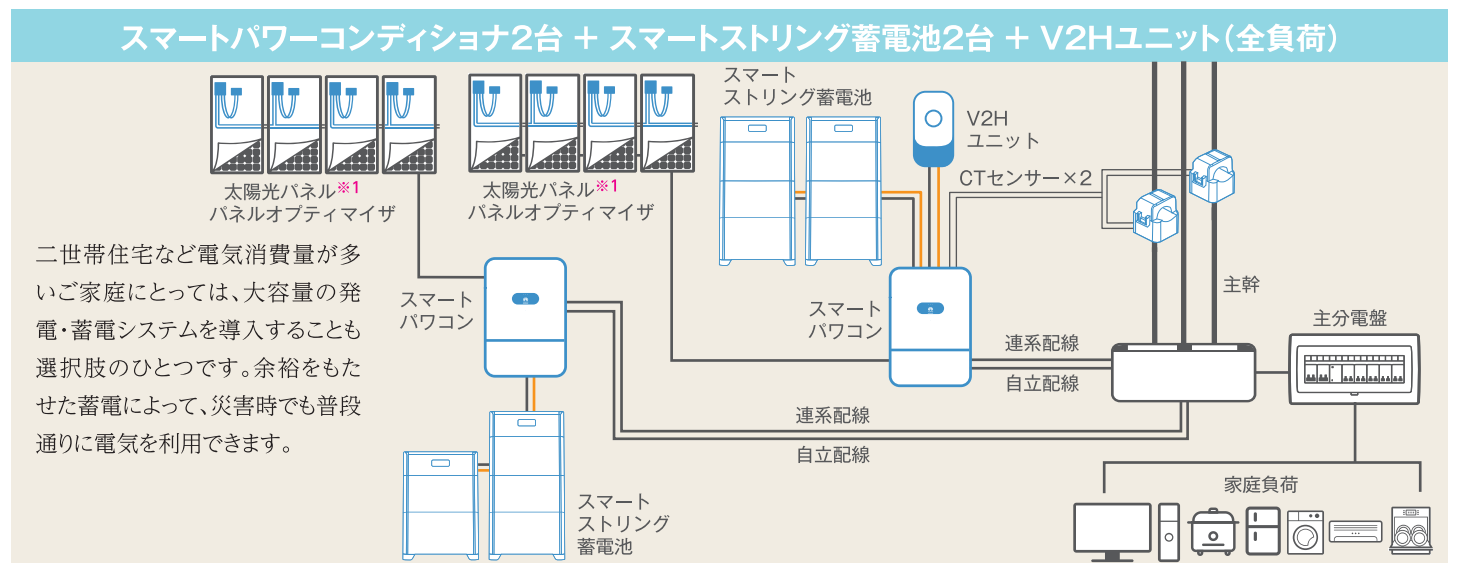 スマートパワーコンディショナ2台 + スマートストリング蓄電池2台 + V2Hユニット(全負荷)
太陽光パネル※1
パネルオプティマイザ
太陽光パネル※1
パネルオプティマイザ
スマート
ストリング蓄電池
V2H
ユニット
CTセンサー×2
二世帯住宅など電気消費量が多
いご家庭にとっては、大容量の発
電・蓄電システムを導入することも
選択肢のひとつです。余裕をもた
せた蓄電によって、災害時でも普段
通りに電気を利用できます。
スマート
パワコン
スマート
パワコン
主幹
主分電盤
連系配線
自立配線
連系配線
自立配線
スマート
ストリング
蓄電池
家庭負荷